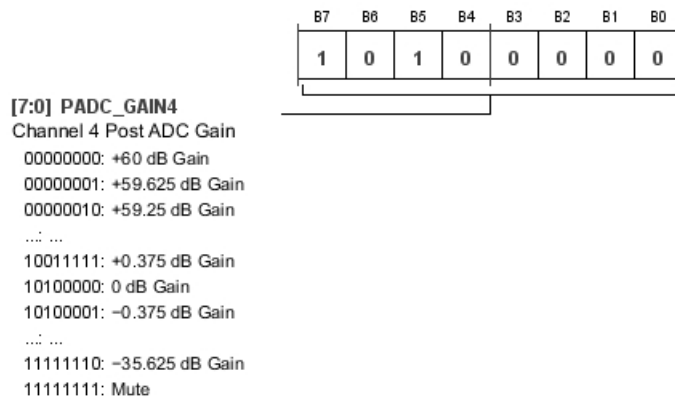 B7 B6 B5 B4 B3 B2 B1 B0
1 0 1 0 0 0 0 0
[7:0] PADC_GAIN4
Channel 4 Post ADC Gain
00000000: +60 dB Gain
00000001: +59.625 dB Gain
00000010: +59.25 dB Gain
...: ...
10011111: +0.375 dB Gain
10100000: 0 dB Gain
10100001: −0.375 dB Gain
...: ...
11111110: −35.625 dB Gain
11111111: Mute